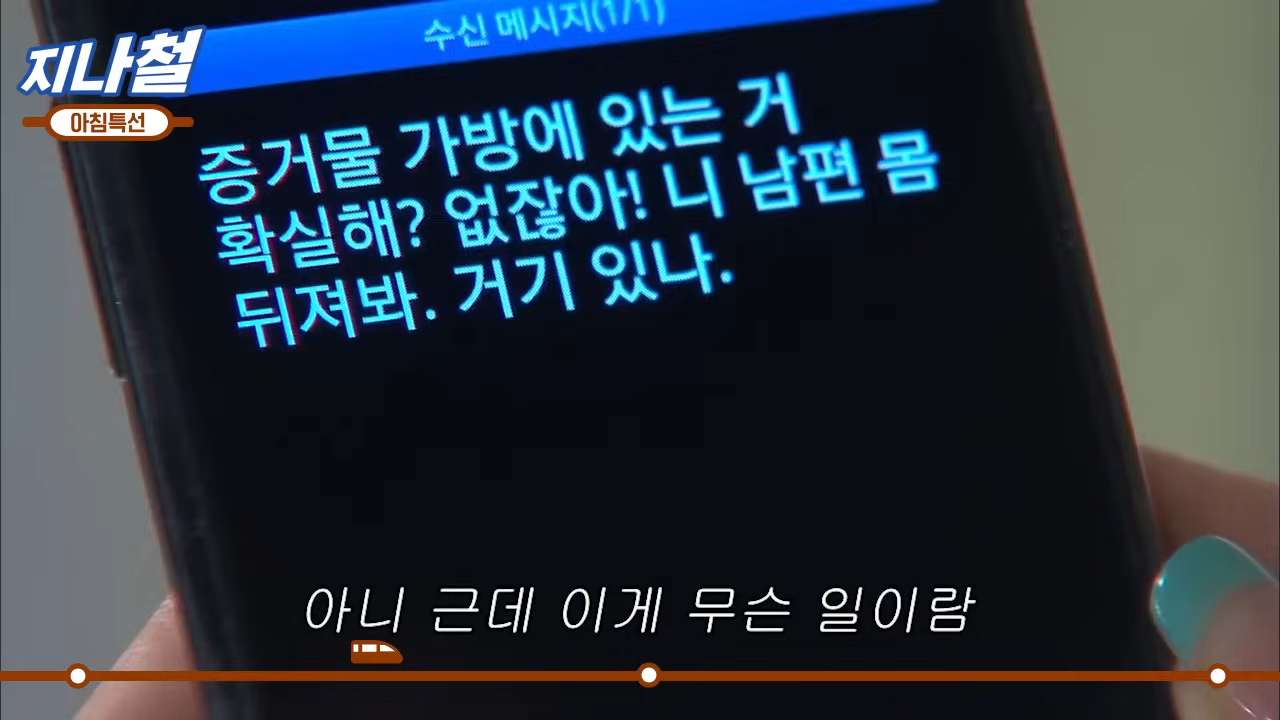 지나철
아침특선
수신 메시지(1/1)
증거물 가방에 있는 거
확실해? 없잖아! 니 남편 몸
뒤져봐. 거기 있나.
아니 근데 이게 무슨 일이람